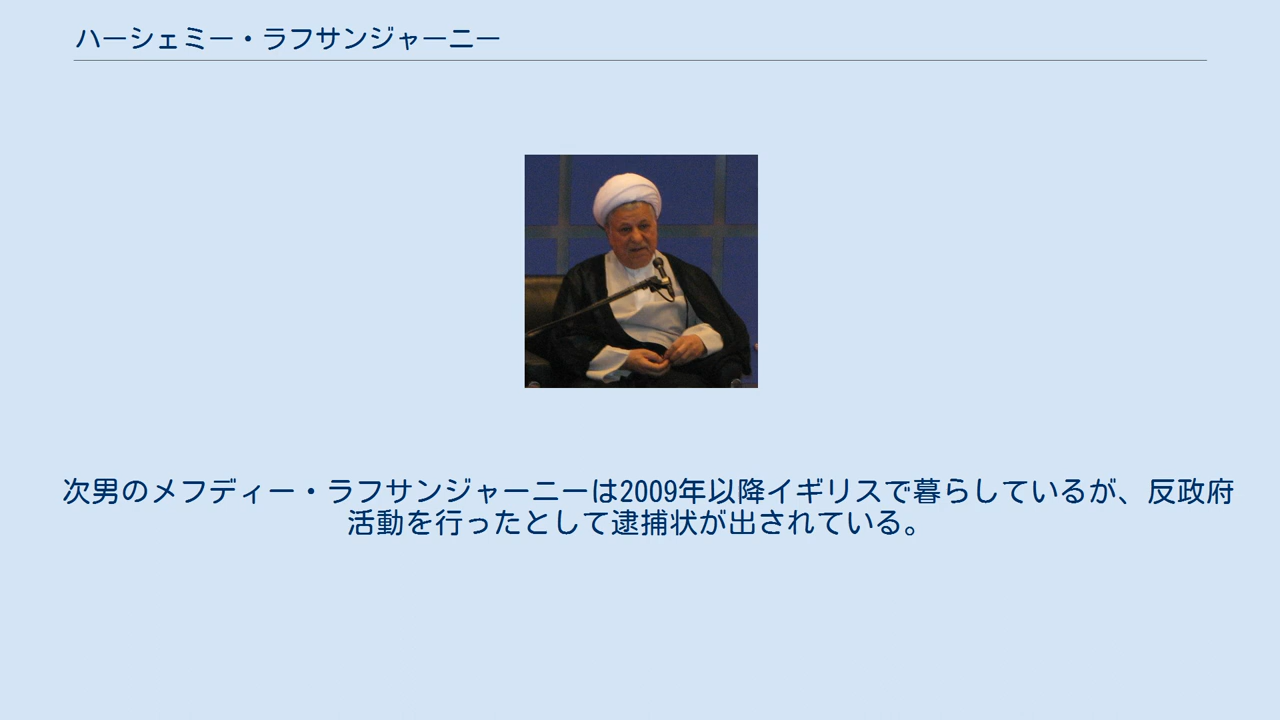 ハーシェミー・ラフサンジャーニー
次男のメフディー・ラフサンジャーニーは2009年以降イギリスで暮らしているが、反政府
活動を行ったとして逮捕状が出されている。